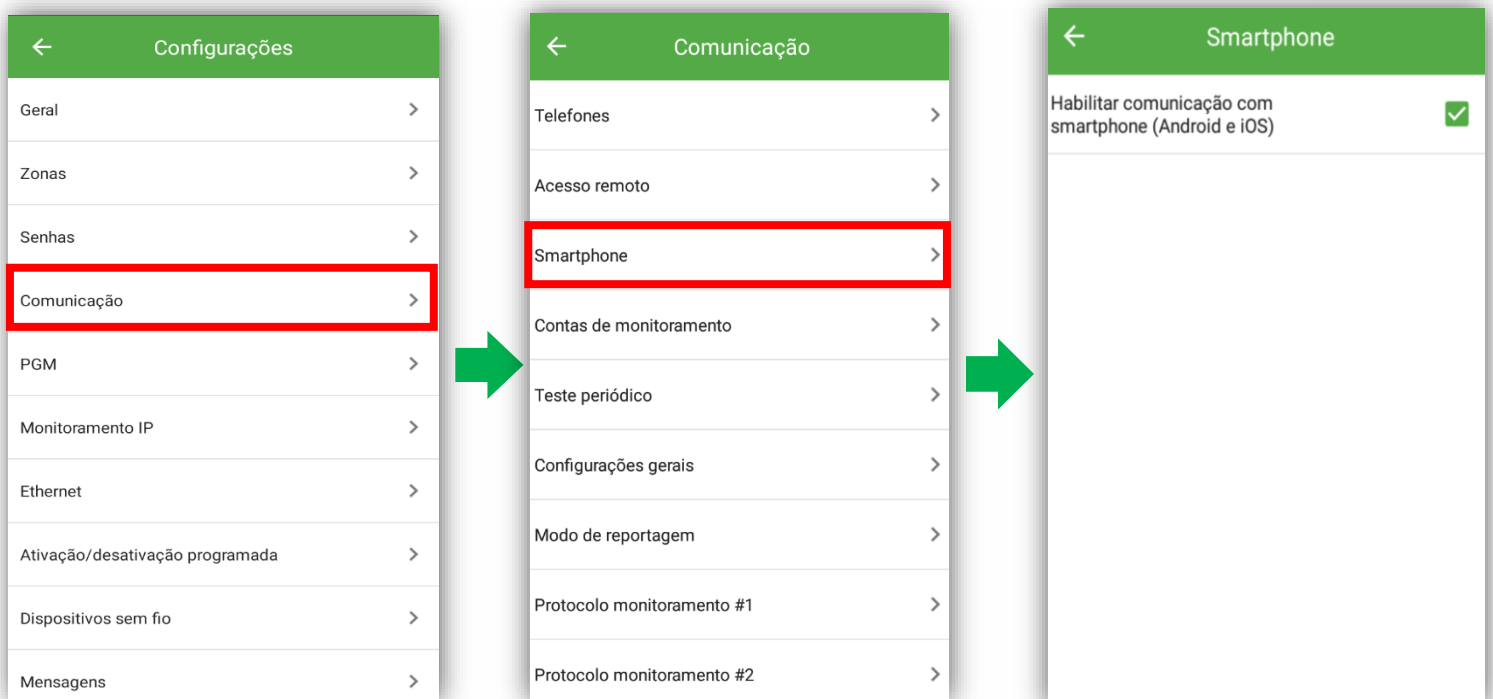 Configurações
Geral
Zonas
Senhas
Comunicação
PGM
Monitoramento IP
Ethernet
Ativação/desativação programada
Dispositivos sem fio
Mensagens
Comunicação
Telefones
Acesso remoto
Smartphone
Contas de monitoramento
Teste periódico
Configurações gerais
Modo de reportagem
Protocolo monitoramento #1
Protocolo monitoramento #2
Smartphone
Habilitar comunicação com
smartphone (Android e iOS)